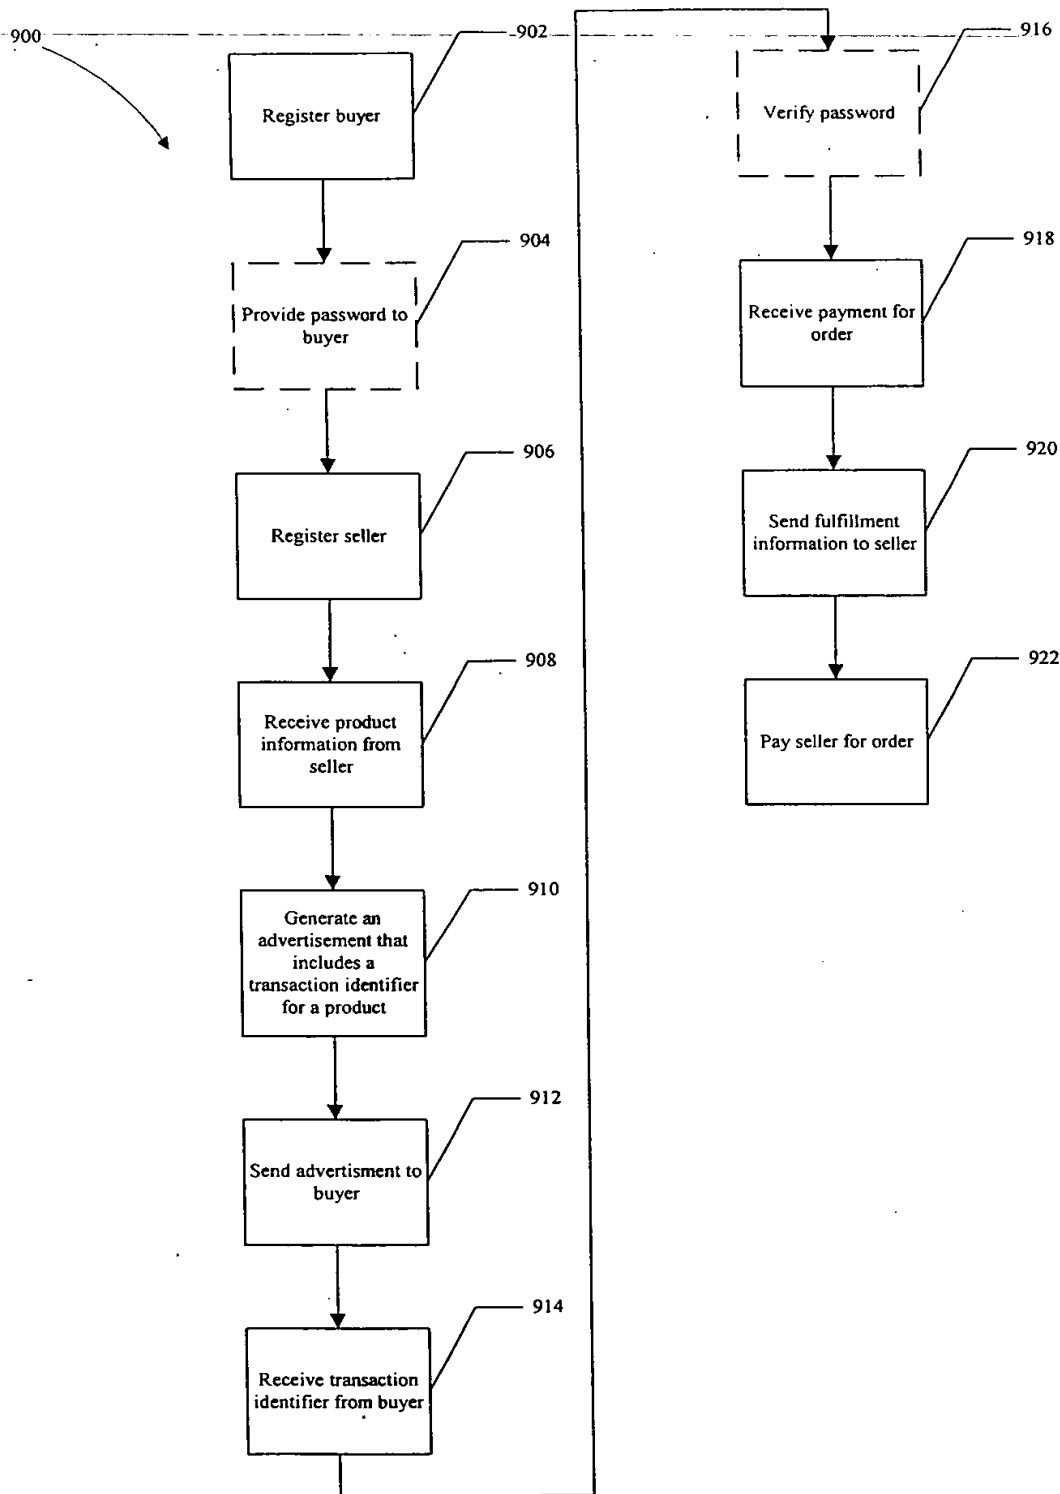 900
902
Register buyer
904
Provide password to
buyer
906
Register seller
908
Receive product
information from
seller
910
Generate an
advertisement that
includes a
transaction identifier
for a product
912
Send advertisment to
buyer
914
Receive transaction
identifier from buyer
916
Verify password
918
Receive payment for
order
920
Send fulfillment
information to seller
922
Pay seller for order